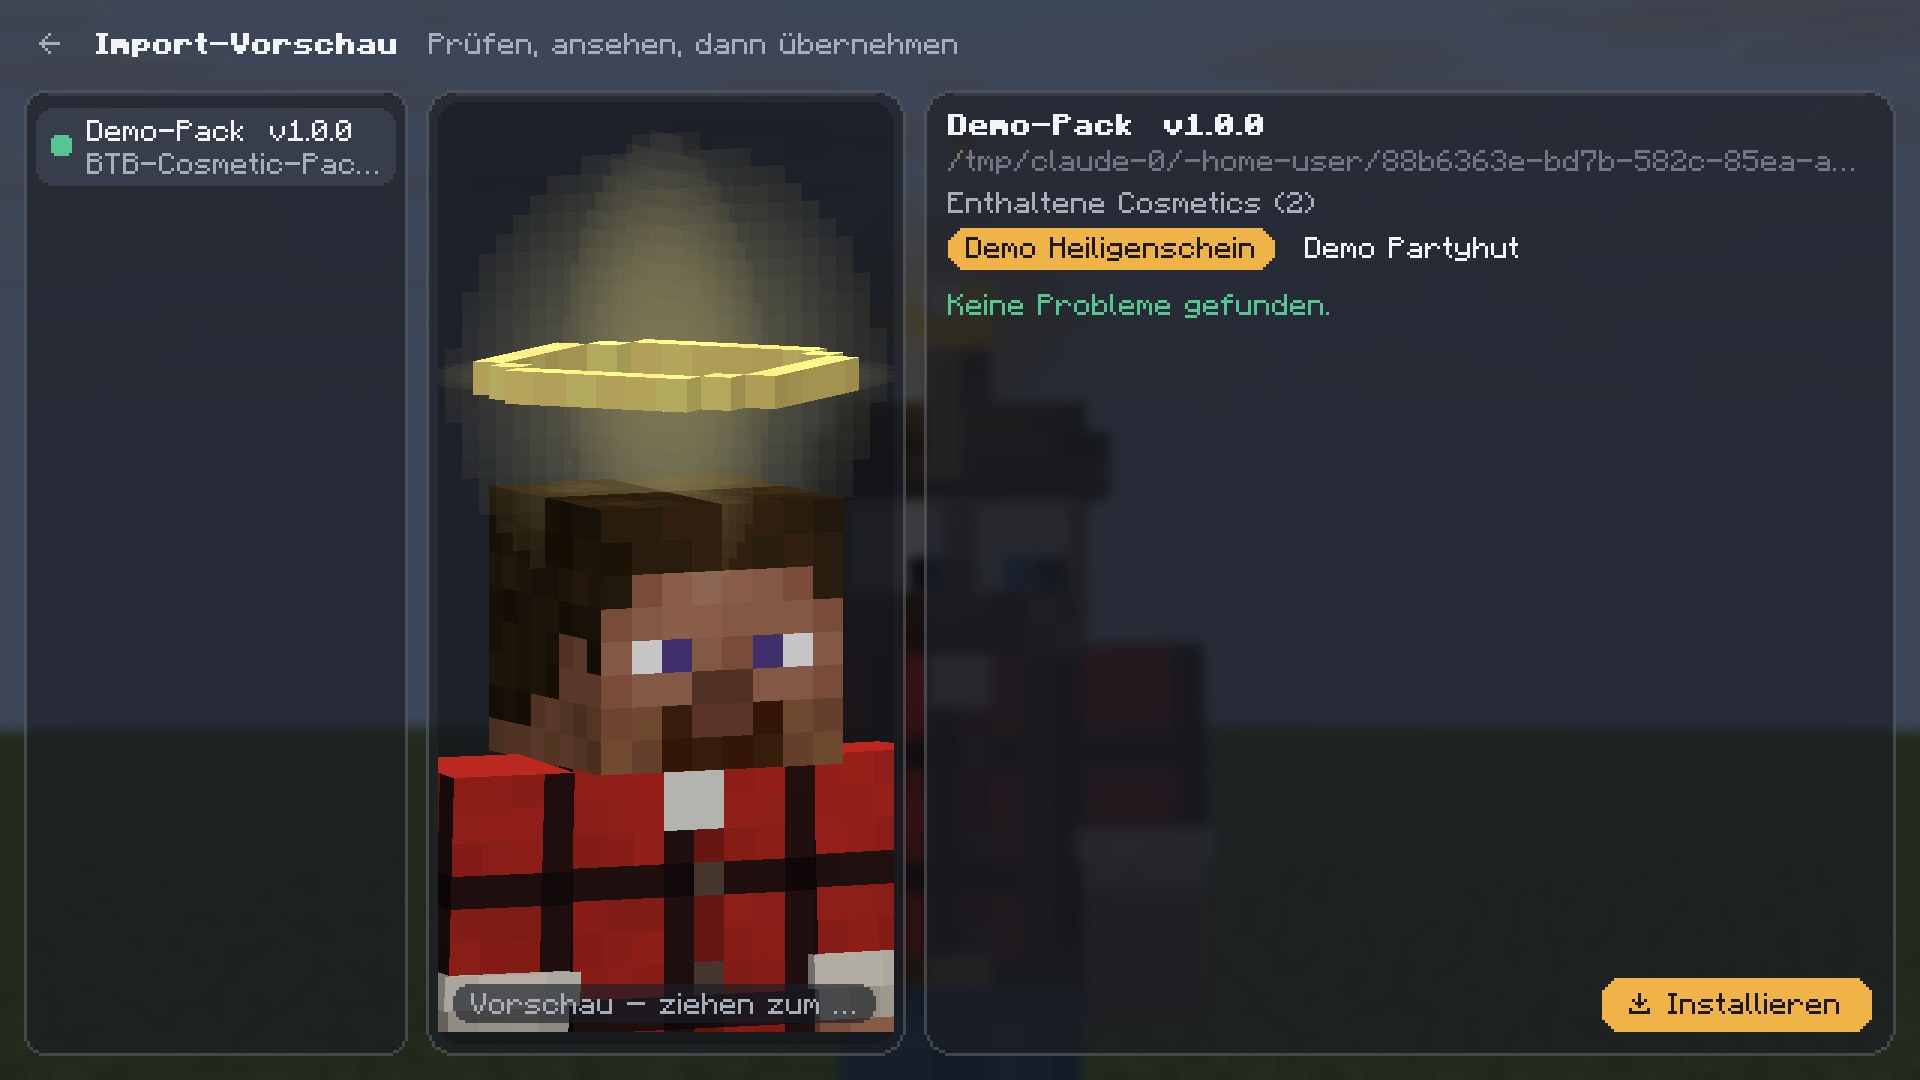 ← Import-Vorschau Prüfen, ansehen, dann übernehmen
Demo-Pack v1.0.0
BTB-Cosmetic-Pac...
Vorschau – ziehen zum ...
Demo-Pack v1.0.0
/tmp/claude-0/-home-user/88b6363e-bd7b-582c-85ea-a...
Enthaltene Cosmetics (2)
Demo Heiligenschein Demo Partyhut
Keine Probleme gefunden.
Installieren